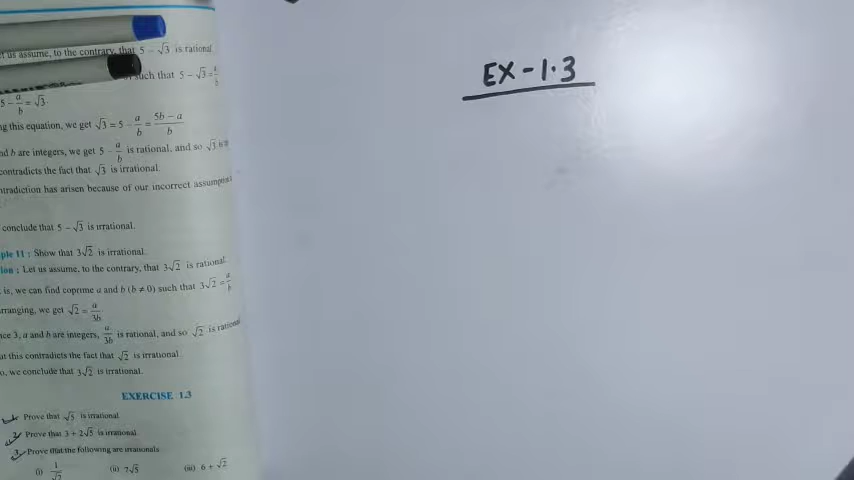 t us assume, to the contrary, that 5 − √3 is rational
such that 5 − √3 = a/b
5 − a/b = √3.
ng this equation, we get √3 = 5 − a/b = (5b − a)/b
nd b are integers, we get 5 − a/b is rational, and so √3 is
contradicts the fact that √3 is irrational.
ntradiction has arisen because of our incorrect assumption
conclude that 5 − √3 is irrational.
ple 11 : Show that 3√2 is irrational.
ion : Let us assume, to the contrary, that 3√2 is rational
is, we can find coprime a and b (b ≠ 0) such that 3√2 = a/b
rranging, we get √2 = a/3b
nce 3, a and b are integers, a/3b is rational, and so √2 is rational
ut this contradicts the fact that √2 is irrational.
o, we conclude that 3√2 is irrational.
EXERCISE 1.3
Prove that √5 is irrational
2. Prove that 3 + 2√5 is irrational
3. Prove that the following are irrationals
(i) 1/√2 (ii) 7√5 (iii) 6 + √2
EX - 1.3